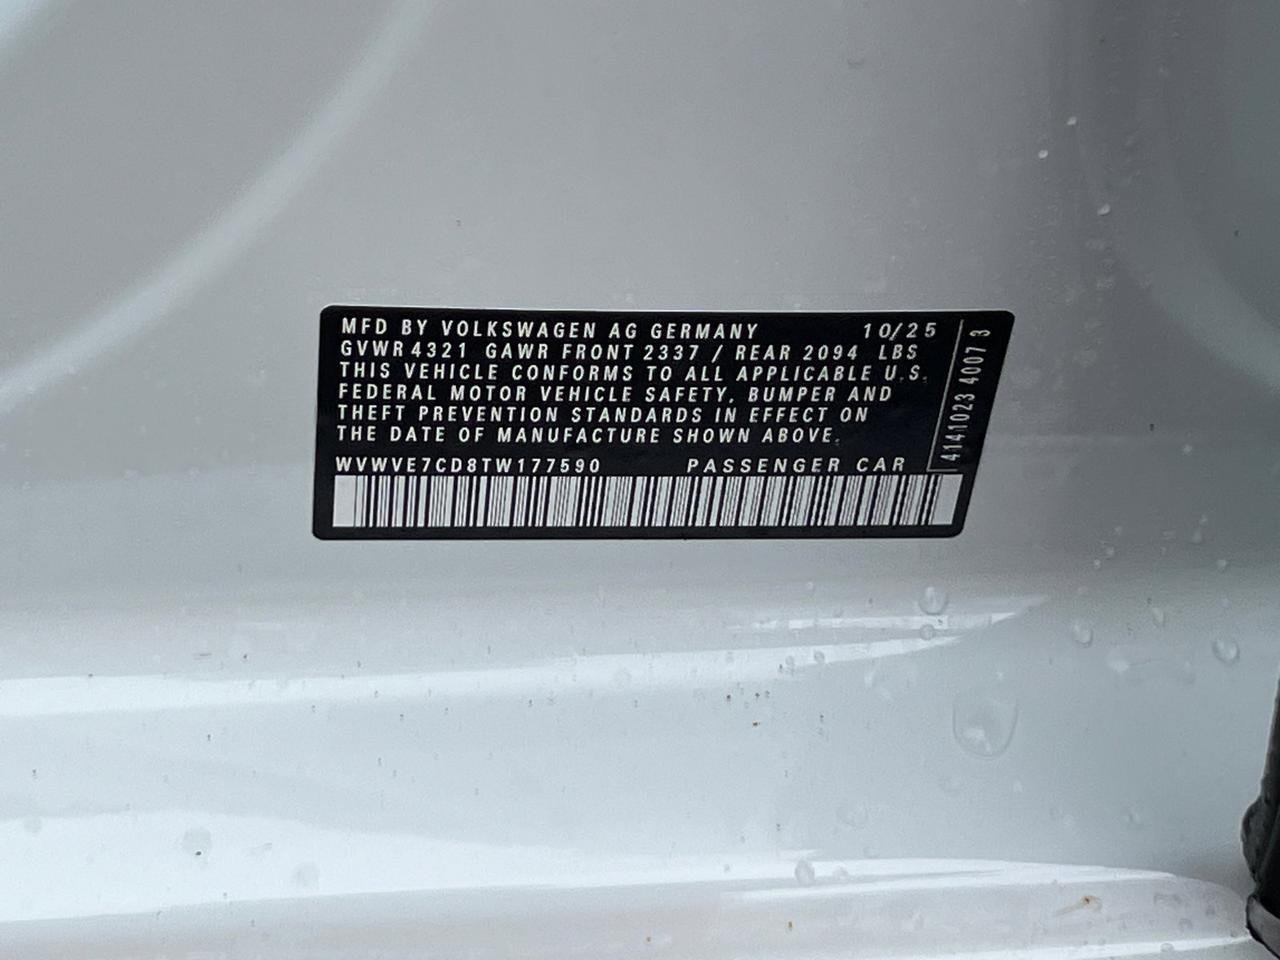 MFD BY VOLKSWAGEN AG GERMANY 10/25
GVWR 4321 GAWR FRONT 2337 / REAR 2094 LBS
THIS VEHICLE CONFORMS TO ALL APPLICABLE U.S.
FEDERAL MOTOR VEHICLE SAFETY, BUMPER AND
THEFT PREVENTION STANDARDS IN EFFECT ON
THE DATE OF MANUFACTURE SHOWN ABOVE.
WVWVE7CD8TW177590 PASSENGER CAR
4141023 4007 3